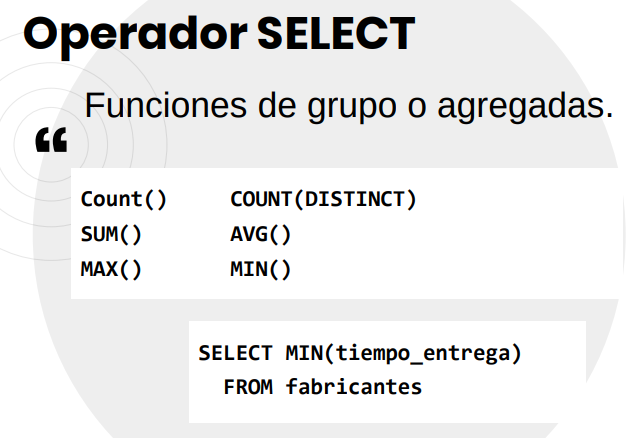 Operador SELECT
Funciones de grupo o agregadas.
“
Count() COUNT(DISTINCT)
SUM() AVG()
MAX() MIN()
SELECT MIN(tiempo_entrega)
FROM fabricantes